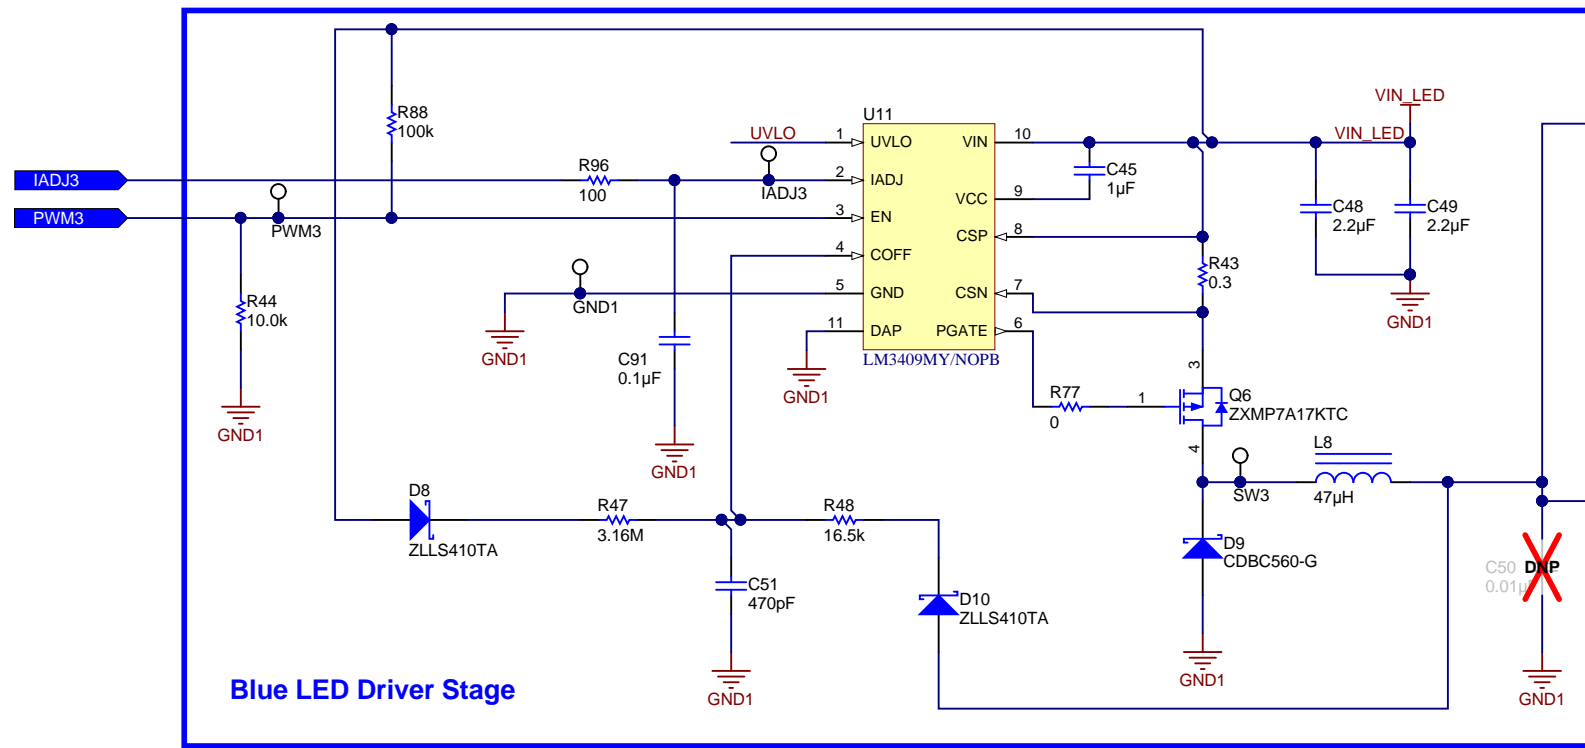 VIN_LED
R88
100k
U11
UVLO
1
UVLO
VIN
10
VIN_LED
R96
100
IADJ3
IADJ3
2
IADJ
C45
1µF
PWM3
PWM3
3
EN
VCC
9
C48
2.2µF
C49
2.2µF
4
COFF
CSP
8
R43
0.3
R44
10.0k
GND1
5
GND
CSN
7
GND1
GND1
11
DAP
PGATE
6
LM3409MY/NOPB
C91
0.1µF
GND1
GND1
GND1
R77
0
1
3
4
Q6
ZXMP7A17KTC
L8
47µH
SW3
D8
ZLLS410TA
R47
3.16M
R48
16.5k
D9
CDBC560-G
C51
470pF
D10
ZLLS410TA
C50
DNP
GND1
GND1
GND1
Blue LED Driver Stage